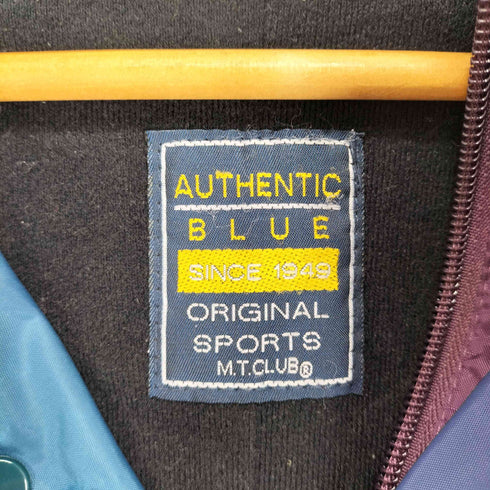 AUTHENTIC
BLUE
SINCE 1949
ORIGINAL
SPORTS
M.T.CLUB®